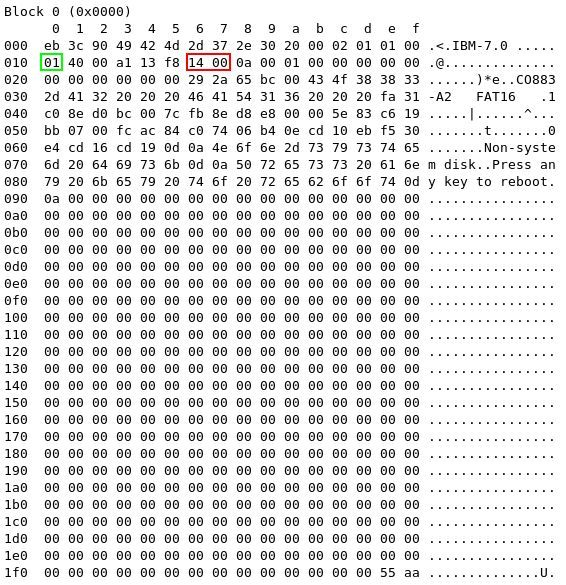 Block 0 (0x0000)
0 1 2 3 4 5 6 7 8 9 a b c d e f
000 eb 3c 90 49 42 4d 2d 37 2e 30 20 00 02 01 01 00 .<.IBM-7.0 .....
010 01 40 00 a1 13 f8 14 00 0a 00 01 00 00 00 00 00 .@..............
020 00 00 00 00 00 00 29 2a 65 bc 00 43 4f 38 38 33 ......)*e..CO883
030 2d 41 32 20 20 20 46 41 54 31 36 20 20 20 fa 31 -A2   FAT16   .1
040 c0 8e d0 bc 00 7c fb 8e d8 e8 00 00 5e 83 c6 19 .....|......^...
050 bb 07 00 fc ac 84 c0 74 06 b4 0e cd 10 eb f5 30 .......t.......0
060 e4 cd 16 cd 19 0d 0a 4e 6f 6e 2d 73 79 73 74 65 .......Non-syste
070 6d 20 64 69 73 6b 0d 0a 50 72 65 73 73 20 61 6e m disk..Press an
080 79 20 6b 65 79 20 74 6f 20 72 65 62 6f 6f 74 0d y key to reboot.
090 0a 00 00 00 00 00 00 00 00 00 00 00 00 00 00 00 ................
0a0 00 00 00 00 00 00 00 00 00 00 00 00 00 00 00 00 ................
0b0 00 00 00 00 00 00 00 00 00 00 00 00 00 00 00 00 ................
0c0 00 00 00 00 00 00 00 00 00 00 00 00 00 00 00 00 ................
0d0 00 00 00 00 00 00 00 00 00 00 00 00 00 00 00 00 ................
0e0 00 00 00 00 00 00 00 00 00 00 00 00 00 00 00 00 ................
0f0 00 00 00 00 00 00 00 00 00 00 00 00 00 00 00 00 ................
100 00 00 00 00 00 00 00 00 00 00 00 00 00 00 00 00 ................
110 00 00 00 00 00 00 00 00 00 00 00 00 00 00 00 00 ................
120 00 00 00 00 00 00 00 00 00 00 00 00 00 00 00 00 ................
130 00 00 00 00 00 00 00 00 00 00 00 00 00 00 00 00 ................
140 00 00 00 00 00 00 00 00 00 00 00 00 00 00 00 00 ................
150 00 00 00 00 00 00 00 00 00 00 00 00 00 00 00 00 ................
160 00 00 00 00 00 00 00 00 00 00 00 00 00 00 00 00 ................
170 00 00 00 00 00 00 00 00 00 00 00 00 00 00 00 00 ................
180 00 00 00 00 00 00 00 00 00 00 00 00 00 00 00 00 ................
190 00 00 00 00 00 00 00 00 00 00 00 00 00 00 00 00 ................
1a0 00 00 00 00 00 00 00 00 00 00 00 00 00 00 00 00 ................
1b0 00 00 00 00 00 00 00 00 00 00 00 00 00 00 00 00 ................
1c0 00 00 00 00 00 00 00 00 00 00 00 00 00 00 00 00 ................
1d0 00 00 00 00 00 00 00 00 00 00 00 00 00 00 00 00 ................
1e0 00 00 00 00 00 00 00 00 00 00 00 00 00 00 00 00 ................
1f0 00 00 00 00 00 00 00 00 00 00 00 00 00 00 55 aa ..............U.